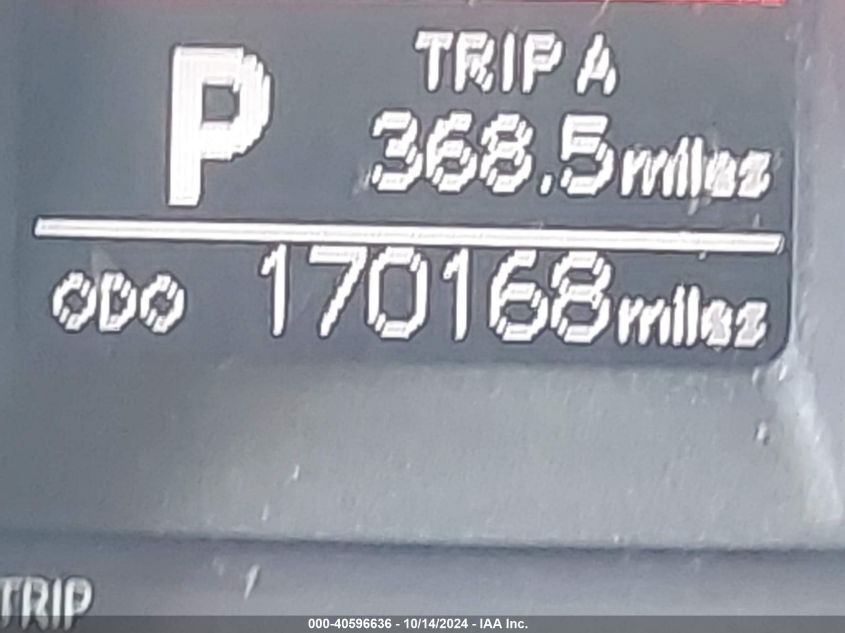 P
TRIP A
368.5 miles
ODO 170168 miles
TRIP
000-40596636 - 10/14/2024 - IAA Inc.